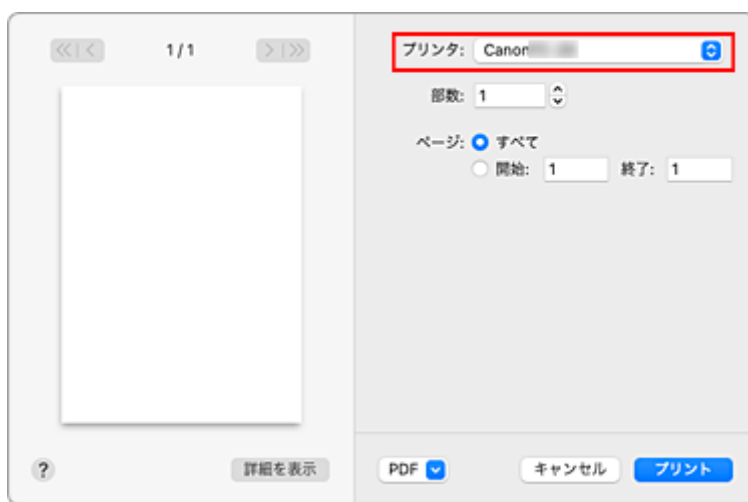 1 / 1
プリンタ: Canon
部数: 1
ページ: すべて
開始: 1 終了: 1
? 詳細を表示 PDF キャンセル プリント